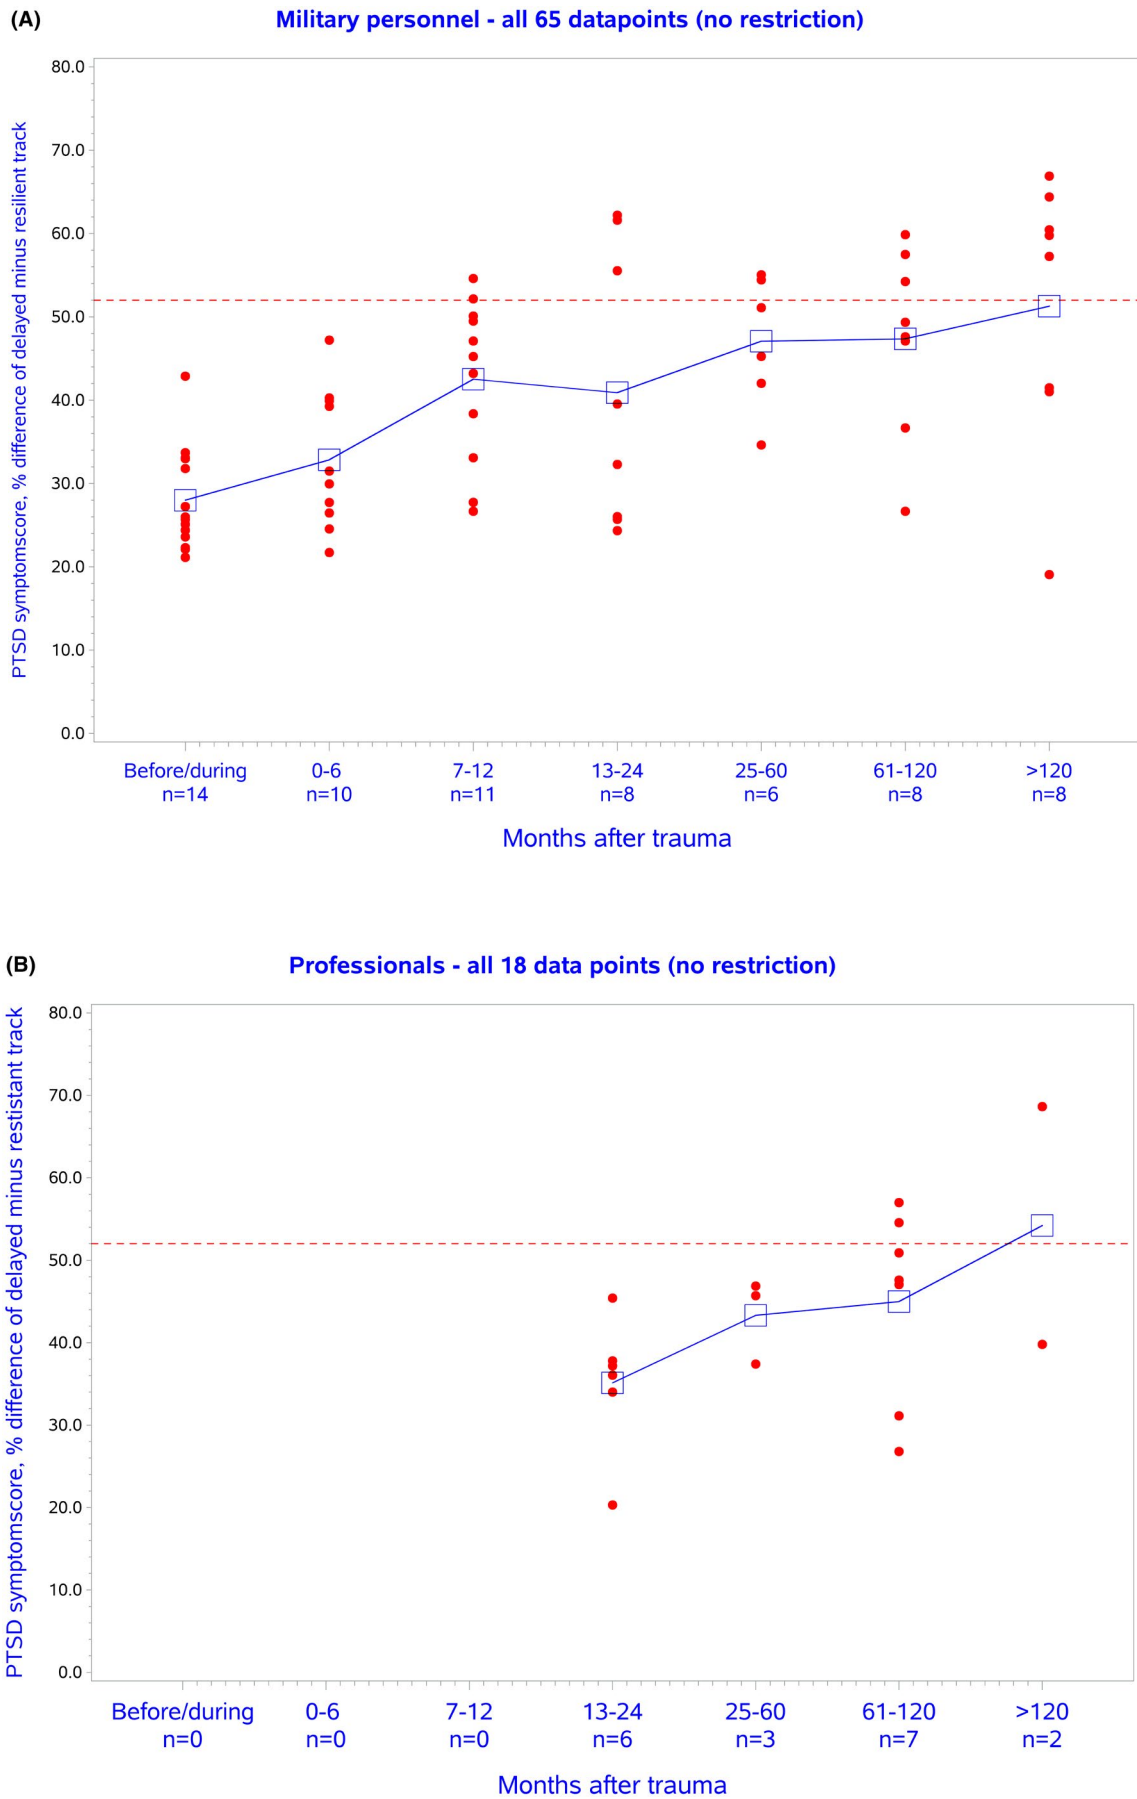 (A)
Military personnel - all 65 datapoints (no restriction)
PTSD symptomscore, % difference of delayed minus resilient track
80.0
70.0
60.0
50.0
40.0
30.0
20.0
10.0
0.0
Before/during 0-6 7-12 13-24 25-60 61-120 >120
n=14 n=10 n=11 n=8 n=6 n=8 n=8
Months after trauma
(B)
Professionals - all 18 data points (no restriction)
PTSD symptomscore, % difference of delayed minus restistant track
80.0
70.0
60.0
50.0
40.0
30.0
20.0
10.0
0.0
Before/during 0-6 7-12 13-24 25-60 61-120 >120
n=0 n=0 n=0 n=6 n=3 n=7 n=2
Months after trauma